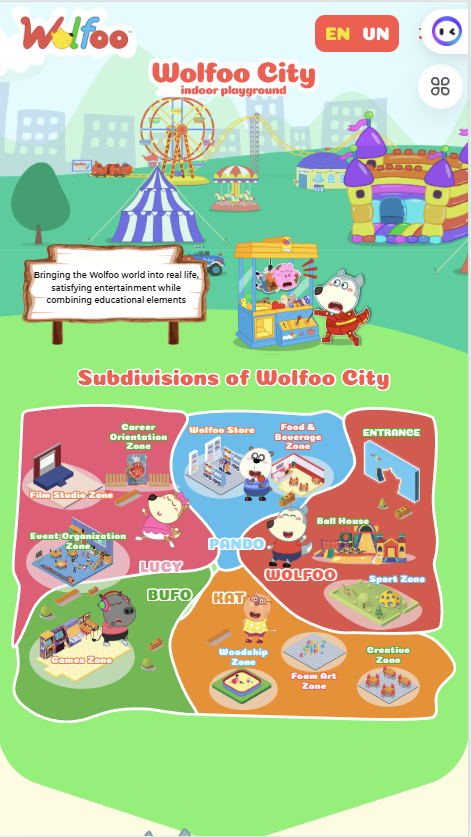 Wolfoo
EN UN
Wolfoo City
indoor playground
Bringing the Wolfoo world into real life,
satisfying entertainment while
combining educational elements
Subdivisions of Wolfoo City
Career
Orientation
Zone
Wolfoo Store
Food &
Beverage
Zone
ENTRANCE
Film Studio Zone
Event Organization
Zone
Ball House
PANDO
LUCY
WOLFOO
Sport Zone
BUFO
KAT
Games Zone
Woodchip
Zone
Foam Art
Zone
Creative
Zone